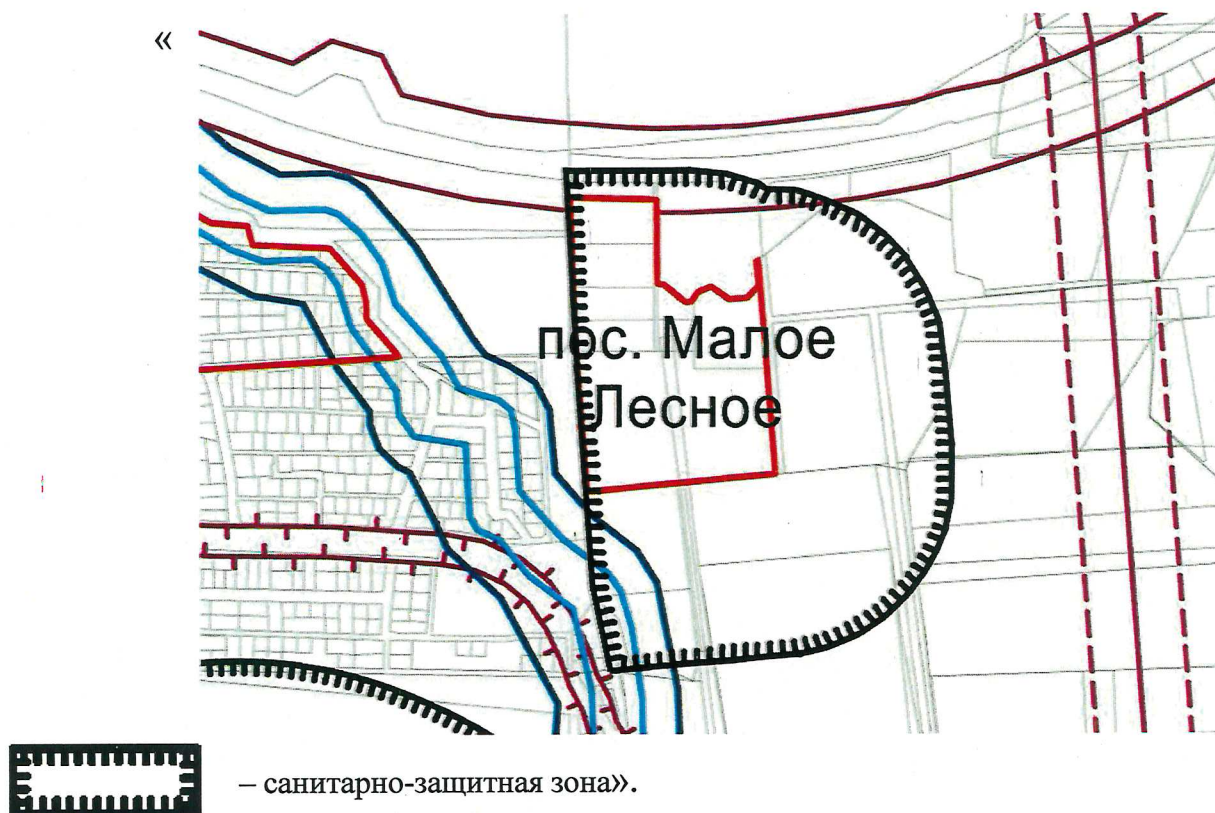 «
пос. Малое
Лесное
– санитарно-защитная зона».